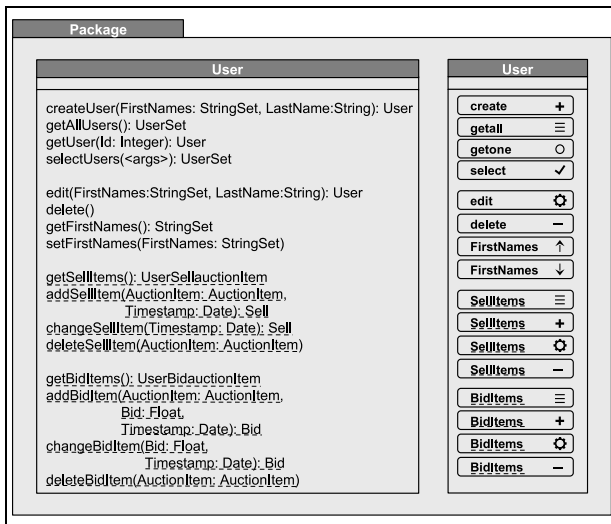 Package
User
createUser(FirstNames: StringSet, LastName:String): User
getAllUsers(): UserSet
getUser(Id: Integer): User
selectUsers(<args>): UserSet
edit(FirstNames:StringSet, LastName:String): User
delete()
getFirstNames(): StringSet
setFirstNames(FirstNames: StringSet)
getSellItems(): UserSellauctionItem
addSellItem(AuctionItem: AuctionItem,
Timestamp: Date): Sell
changeSellItem(Timestamp: Date): Sell
deleteSellItem(AuctionItem: AuctionItem)
getBidItems(): UserBidauctionItem
addBidItem(AuctionItem: AuctionItem,
Bid: Float,
Timestamp: Date): Bid
changeBidItem(Bid: Float,
Timestamp: Date): Bid
deleteBidItem(AuctionItem: AuctionItem)
User
create +
getall
getone
select
edit
delete −
FirstNames ↑
FirstNames ↓
SellItems
SellItems +
SellItems
SellItems −
BidItems
BidItems +
BidItems
BidItems −